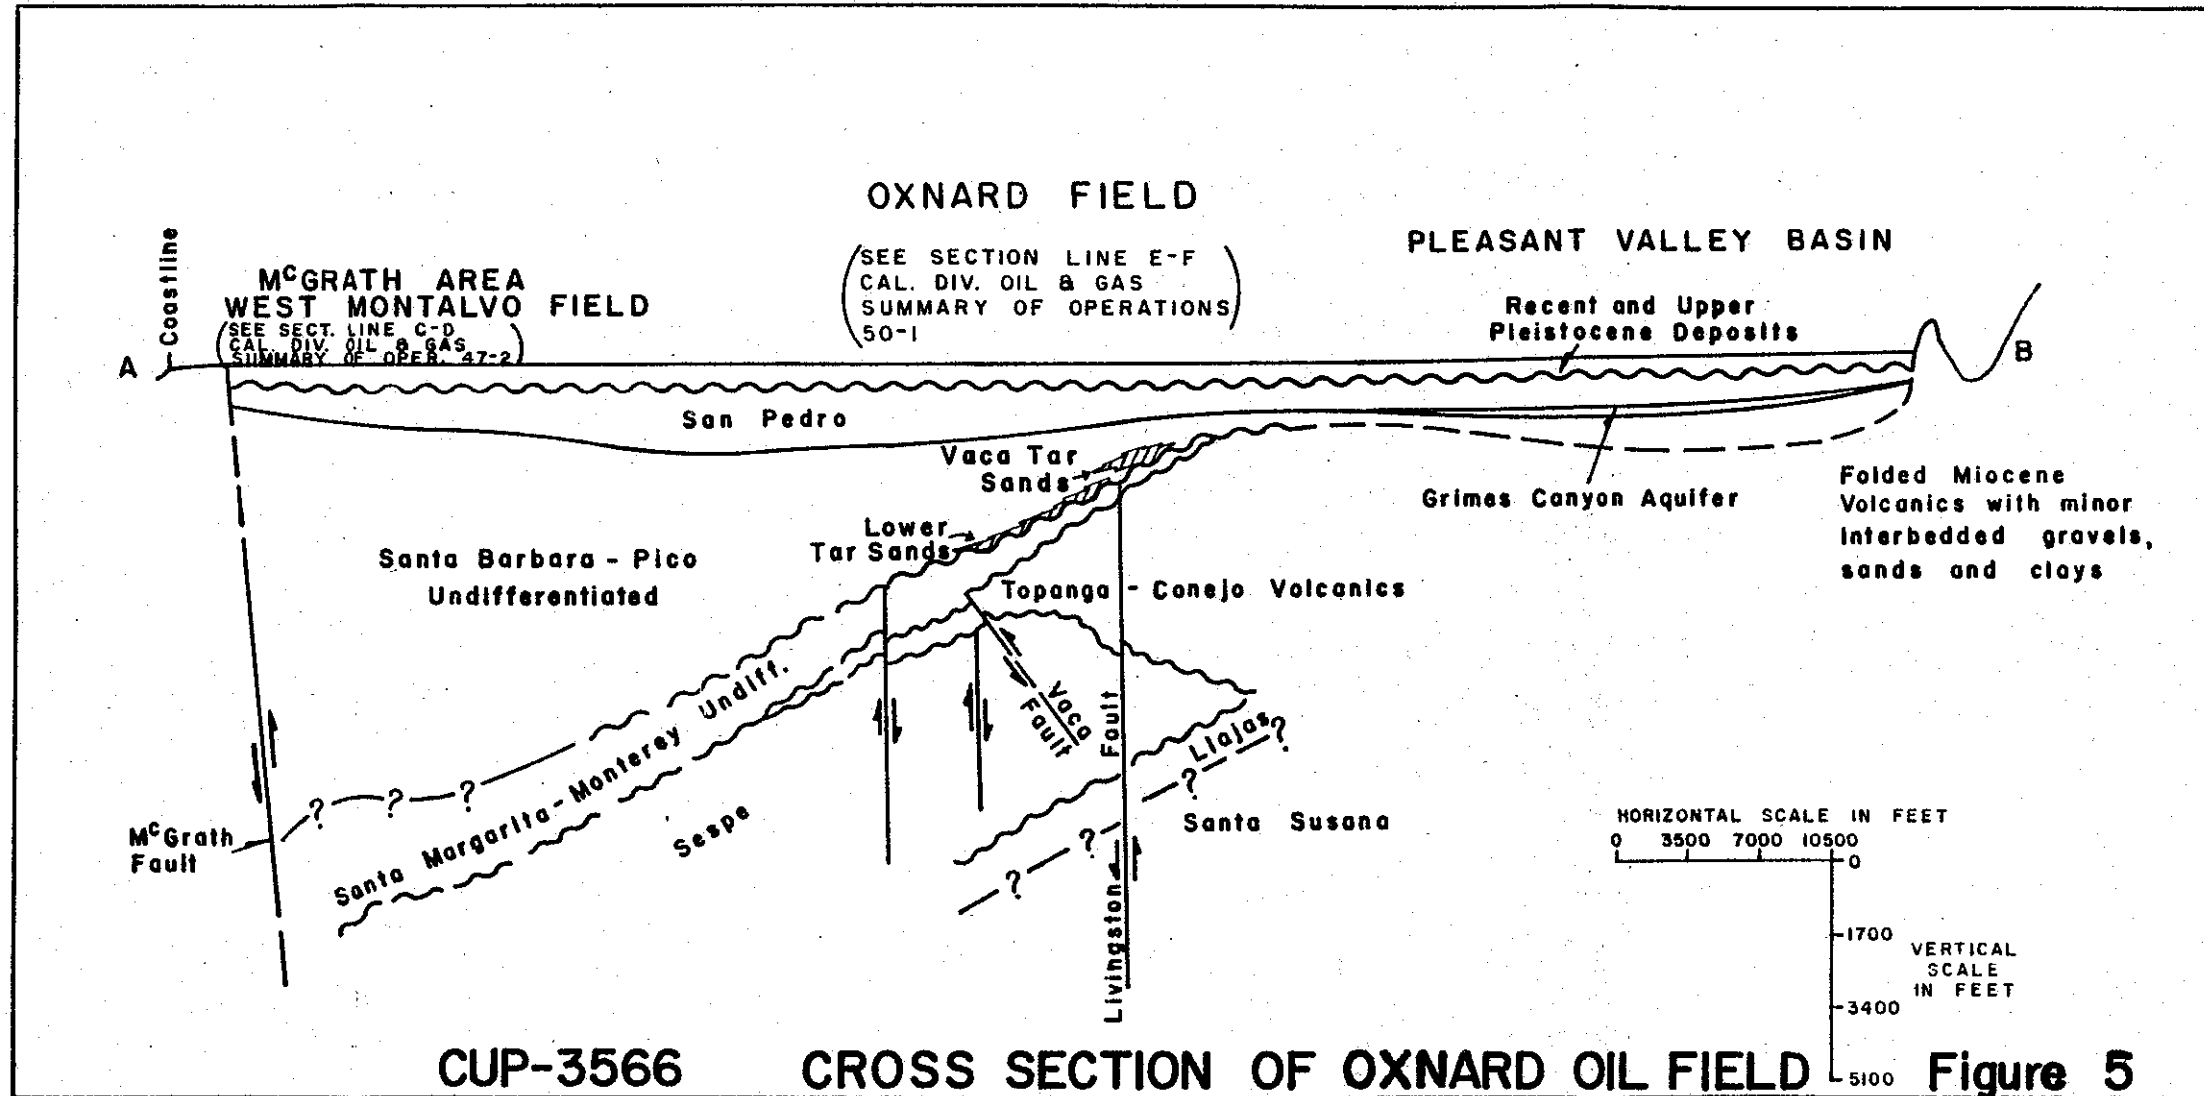 OXNARD FIELD
(SEE SECTION LINE E-F
CAL. DIV. OIL & GAS
SUMMARY OF OPERATIONS
50-1)
PLEASANT VALLEY BASIN
Recent and Upper
Pleistocene Deposits
Coastline
McGRATH AREA
WEST MONTALVO FIELD
(SEE SECT. LINE C-D
CAL. DIV. OIL & GAS
SUMMARY OF OPER. 47-2)
A
B
San Pedro
Vaca Tar
Sands
Lower
Tar Sands
Grimes Canyon Aquifer
Folded Miocene
Volcanics with minor
Interbedded gravels,
sands and clays
Santa Barbara - Pico
Undifferentiated
Topanga - Conejo Volcanics
Santa Margarita - Monterey Undiff.
Sespe
Vaca
Fault
Livingston Fault
Llajas
? ? ?
? ?
? ?
Santa Susana
McGrath
Fault
HORIZONTAL SCALE IN FEET
0 3500 7000 10500
0
1700
3400
5100
VERTICAL
SCALE
IN FEET
CUP-3566 CROSS SECTION OF OXNARD OIL FIELD Figure 5